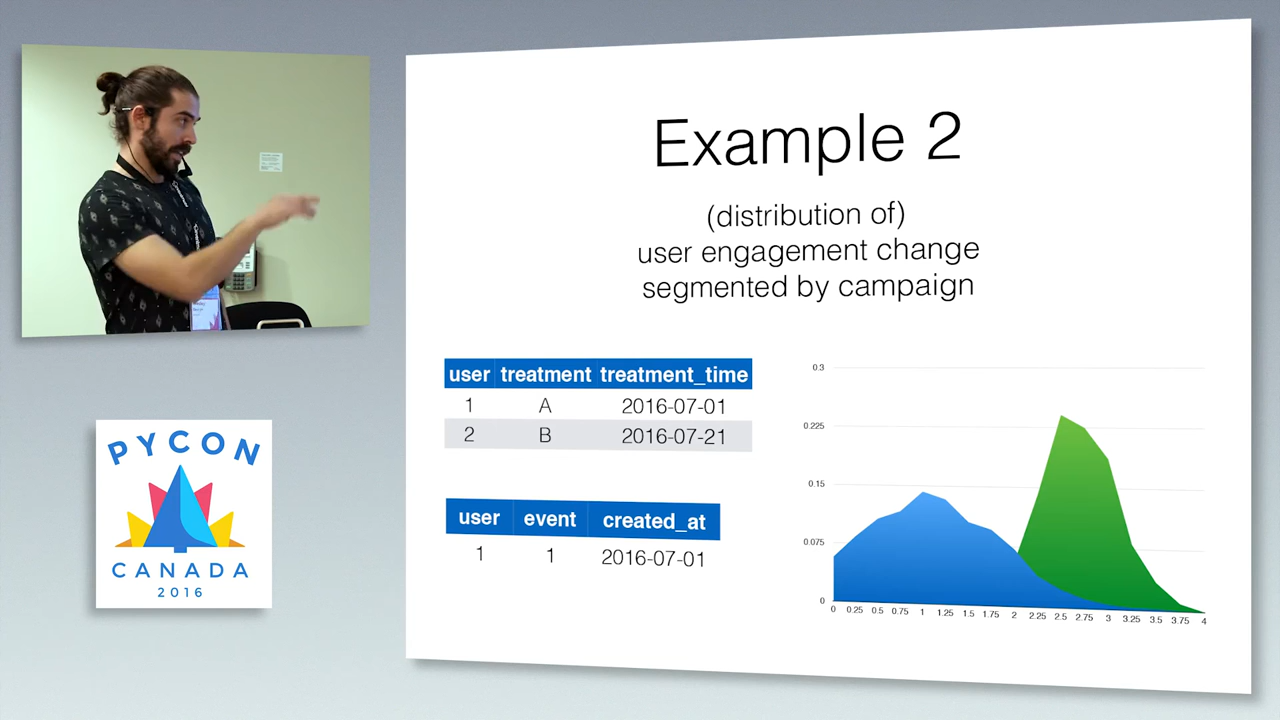 Example 2
(distribution of)
user engagement change
segmented by campaign
user treatment treatment_time
1 A 2016-07-01
2 B 2016-07-21
user event created_at
1 1 2016-07-01
0.3
0.225
0.15
0.075
0
0 0.25 0.5 0.75 1 1.25 1.5 1.75 2 2.25 2.5 2.75 3 3.25 3.5 3.75 4
PYCON
CANADA
2016